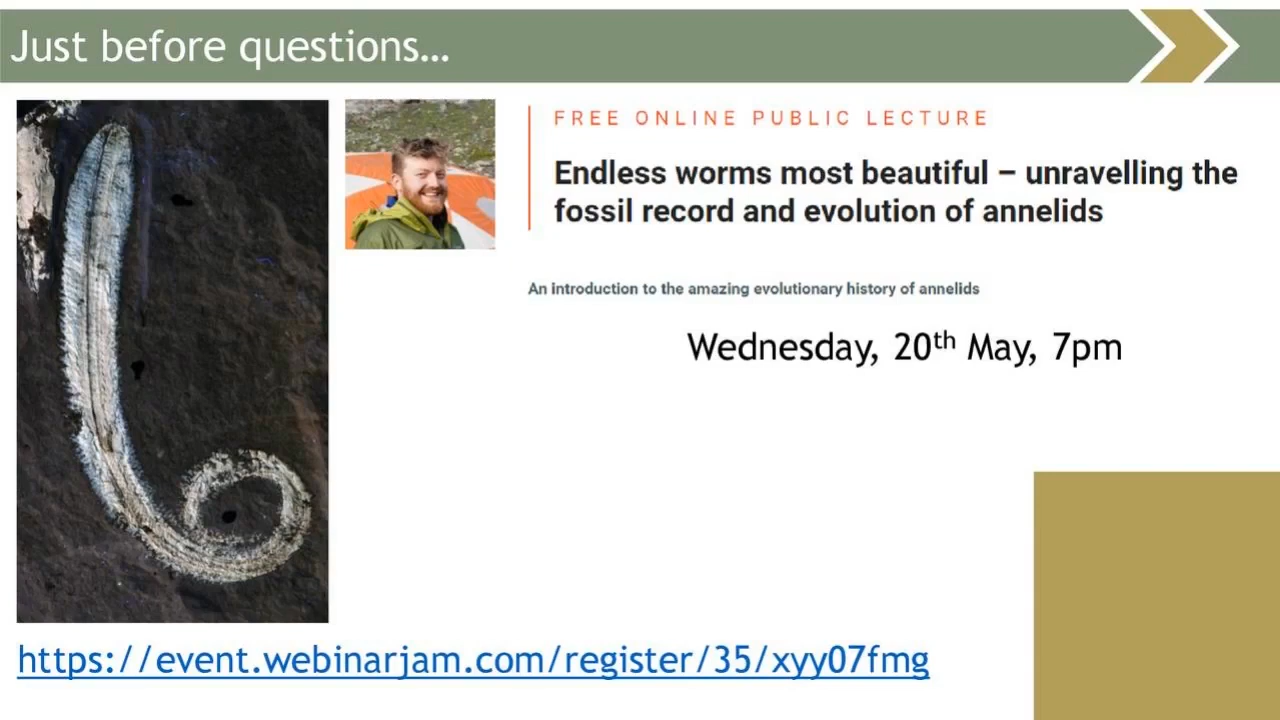 Just before questions...
FREE ONLINE PUBLIC LECTURE
Endless worms most beautiful – unravelling the
fossil record and evolution of annelids
An introduction to the amazing evolutionary history of annelids
Wednesday, 20th May, 7pm
https://event.webinarjam.com/register/35/xyy07fmg